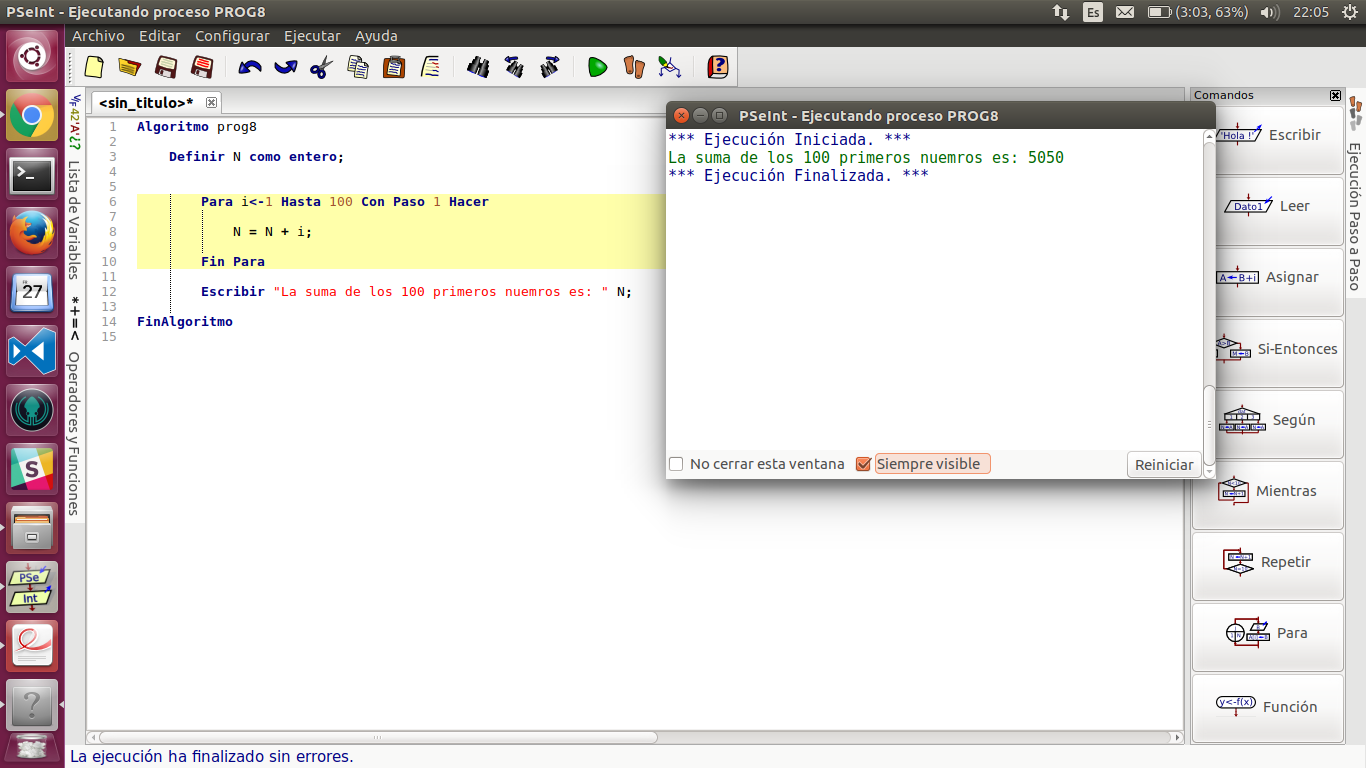 PSeInt - Ejecutando proceso PROG8
Es
(3:03, 63%)
22:05
Archivo Editar Configurar Ejecutar Ayuda
<sin_titulo>*
Lista de Variables
*+=<
Operadores y Funciones
1 Algoritmo prog8
2
3 Definir N como entero;
4
5
6 Para i<-1 Hasta 100 Con Paso 1 Hacer
7
8 N = N + i;
9
10 Fin Para
11
12 Escribir "La suma de los 100 primeros nuemros es: " N;
13
14 FinAlgoritmo
15
PSeInt - Ejecutando proceso PROG8
*** Ejecución Iniciada. ***
La suma de los 100 primeros nuemros es: 5050
*** Ejecución Finalizada. ***
No cerrar esta ventana
Siempre visible
Reiniciar
Comandos
'Hola !' Escribir
Dato1 Leer
A B+i Asignar
Si-Entonces
Según
Mientras
Repetir
Para
y<-f(x) Función
Ejecución Paso a Paso
27
S
PSe
Int
?
La ejecución ha finalizado sin errores.